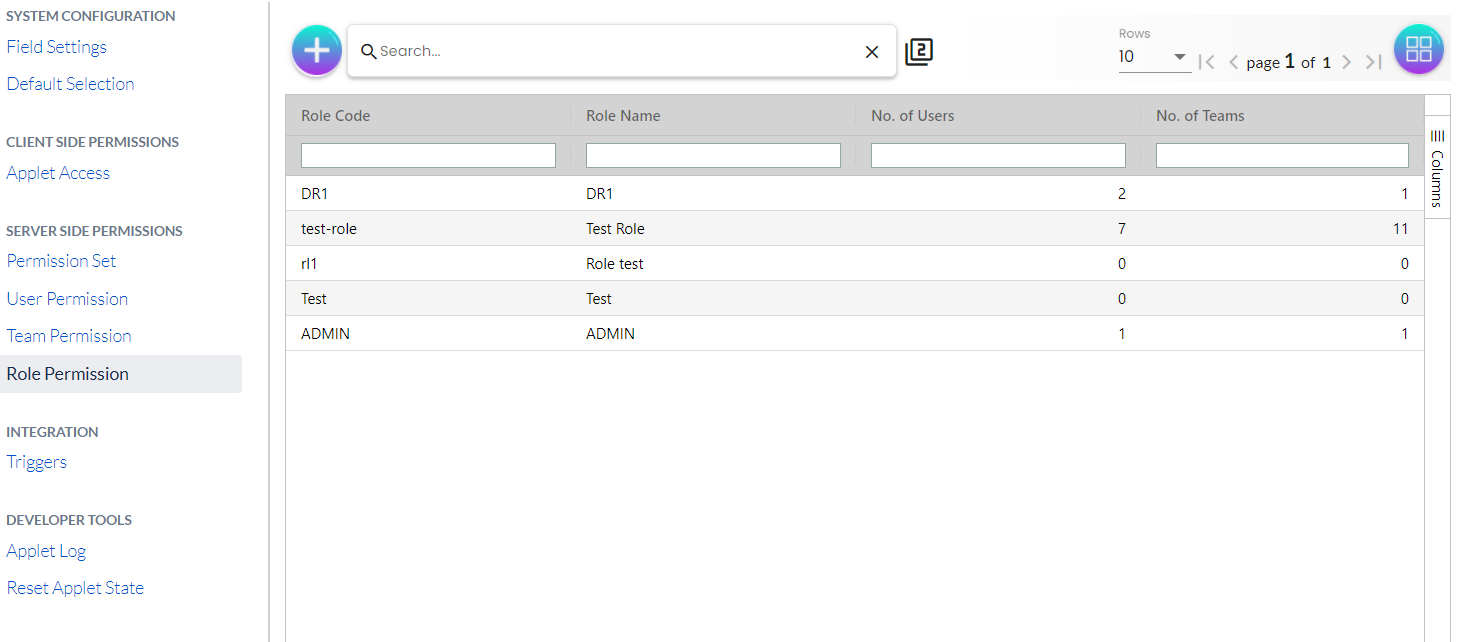 SYSTEM CONFIGURATION
Field Settings
Default Selection
CLIENT SIDE PERMISSIONS
Applet Access
SERVER SIDE PERMISSIONS
Permission Set
User Permission
Team Permission
Role Permission
INTEGRATION
Triggers
DEVELOPER TOOLS
Applet Log
Reset Applet State
Search...
2
Rows
10
page 1 of 1
Role Code Role Name No. of Users No. of Teams
DR1 DR1 2 1
test-role Test Role 7 11
rl1 Role test 0 0
Test Test 0 0
ADMIN ADMIN 1 1
Columns